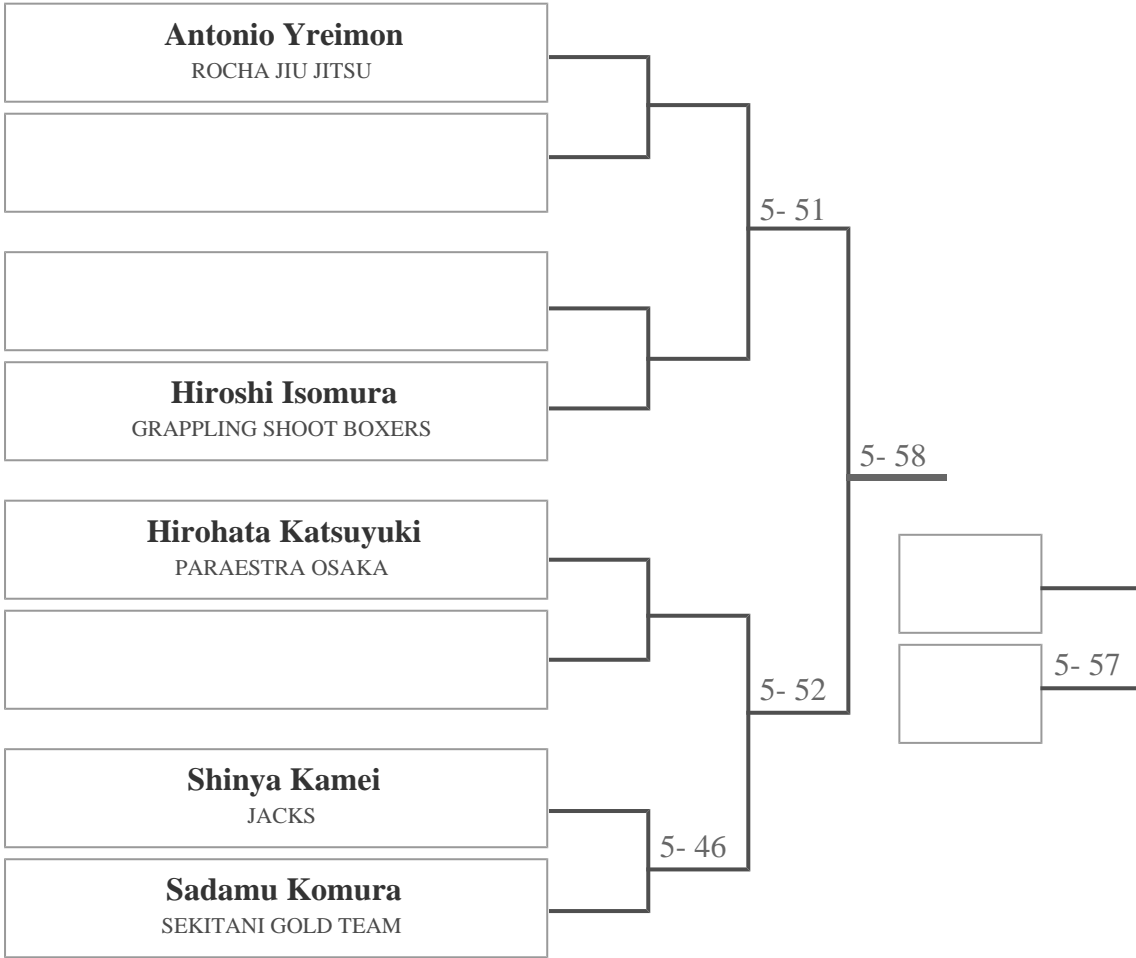 Antonio Yreimon
ROCHA JIU JITSU
5- 51
Hiroshi Isomura
GRAPPLING SHOOT BOXERS
5- 58
Hirohata Katsuyuki
PARAESTRA OSAKA
5- 57
5- 52
Shinya Kamei
JACKS
5- 46
Sadamu Komura
SEKITANI GOLD TEAM